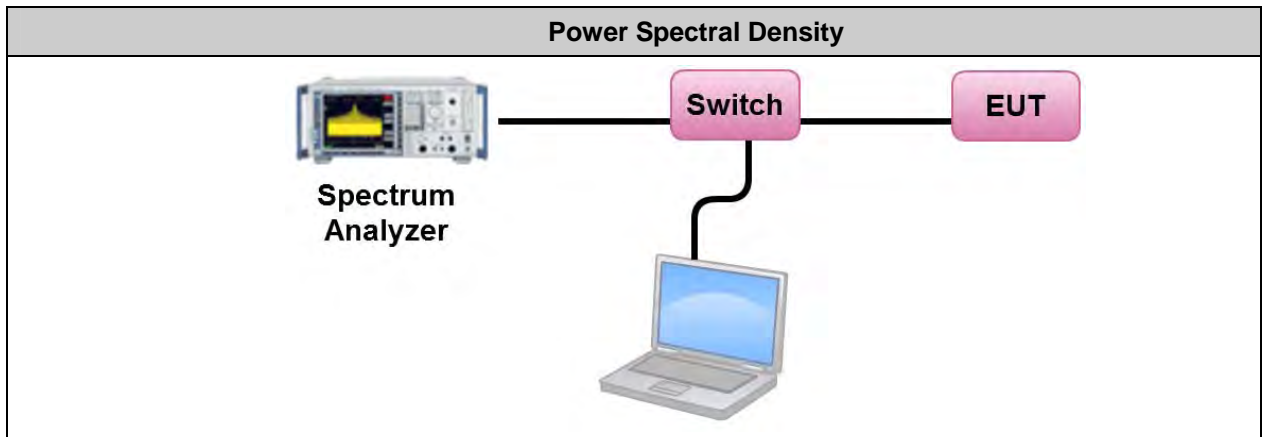 Power Spectral Density
Switch
EUT
Spectrum
Analyzer